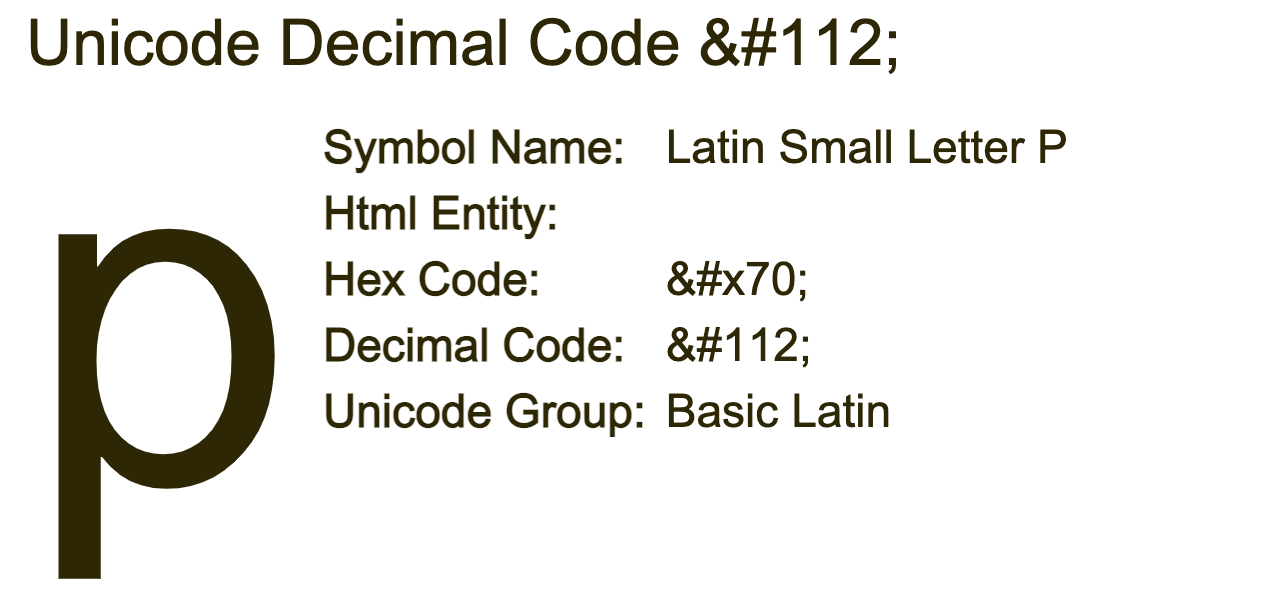 Unicode Decimal Code &#112;
p
Symbol Name: Latin Small Letter P
Html Entity:
Hex Code: &#x70;
Decimal Code: &#112;
Unicode Group: Basic Latin